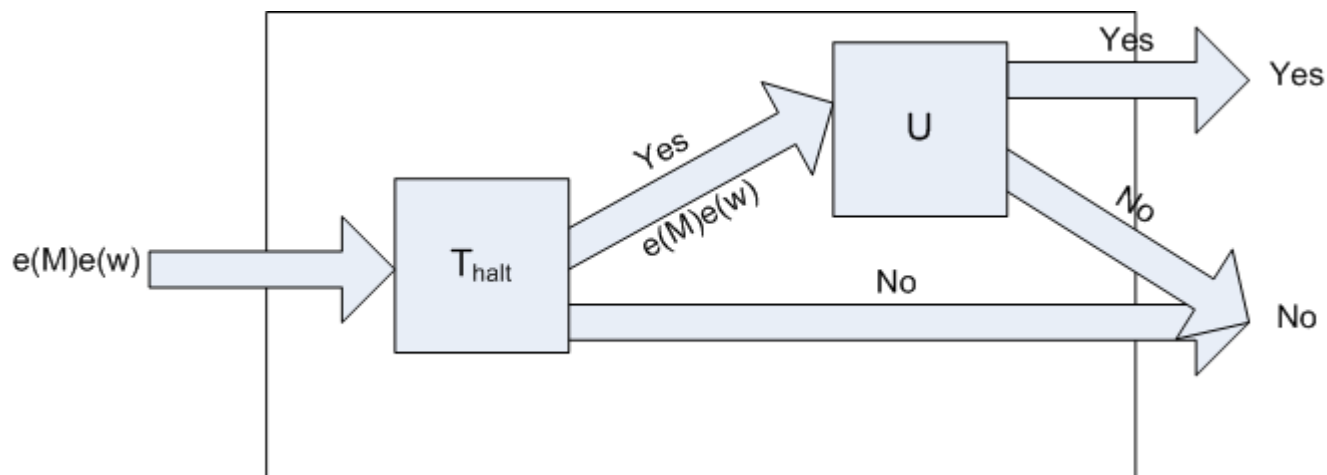 e(M)e(w)
T_halt
Yes
e(M)e(w)
No
U
Yes
Yes
No
No